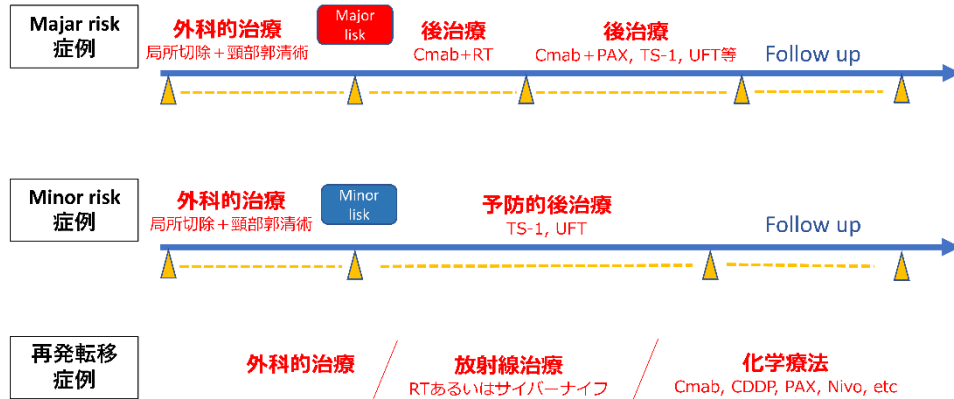 Majar risk
症例
外科的治療
局所切除＋頸部郭清術
Major
lisk
後治療
Cmab+RT
後治療
Cmab+PAX, TS-1, UFT等
Follow up
Minor risk
症例
外科的治療
局所切除＋頸部郭清術
Minor
lisk
予防的後治療
TS-1, UFT
Follow up
再発転移
症例
外科的治療
放射線治療
RTあるいはサイバーナイフ
化学療法
Cmab, CDDP, PAX, Nivo, etc